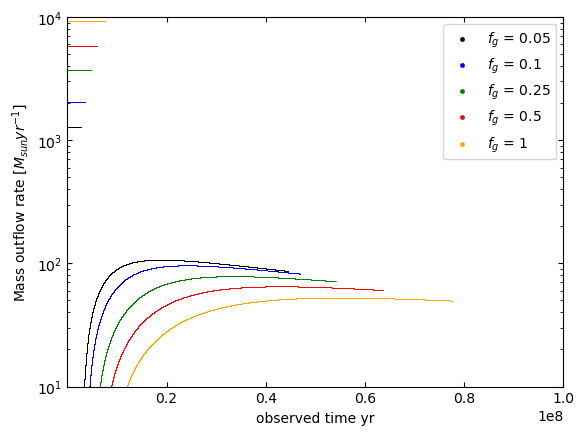 10^4
10^3
10^2
10^1
Mass outflow rate [M_{sun}yr^{-1}]
f_g = 0.05
f_g = 0.1
f_g = 0.25
f_g = 0.5
f_g = 1
0.2 0.4 0.6 0.8 1.0
1e8
observed time yr